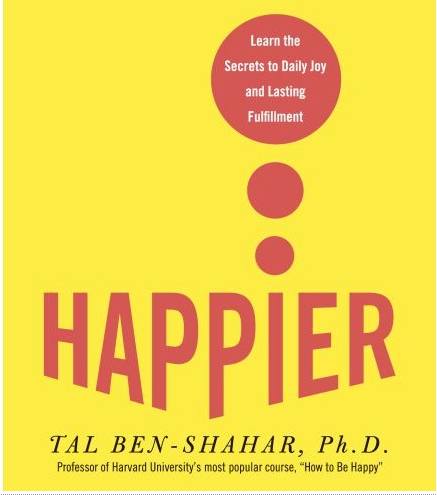 Learn the
Secrets to Daily Joy
and Lasting
Fulfillment
HAPPIER
TAL BEN-SHAHAR, Ph.D.
Professor of Harvard University's most popular course, "How to Be Happy"